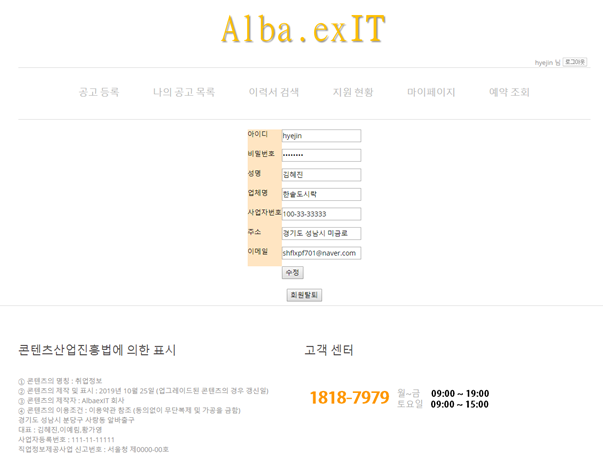 Alba.exIT
hyejin 님 로그아웃
공고 등록 나의 공고 목록 이력서 검색 지원 현황 마이페이지 예약 조회
아이디 hyejin
비밀번호 ••••••••
성명 김혜진
업체명 한솥도시락
사업자번호 100-33-33333
주소 경기도 성남시 미금로
이메일 shflxpf701@naver.com
수정
회원탈퇴
콘텐츠산업진흥법에 의한 표시
① 콘텐츠의 명칭 : 취업정보
② 콘텐츠의 제작 및 표시 : 2019년 10월 25일 (업그레이드된 콘텐츠의 경우 갱신일)
③ 콘텐츠의 제작자 : AlbaexIT 회사
④ 콘텐츠의 이용조건 : 이용약관 참조 (동의없이 무단복제 및 가공을 금함)
경기도 성남시 분당구 사랑동 알바줄구
대표 : 김혜진,이예림,황가영
사업자등록번호 : 111-11-11111
직업정보제공사업 신고번호 : 서울청 제0000-00호
고객 센터
1818-7979 월~금 09:00 ~ 19:00
토요일 09:00 ~ 15:00